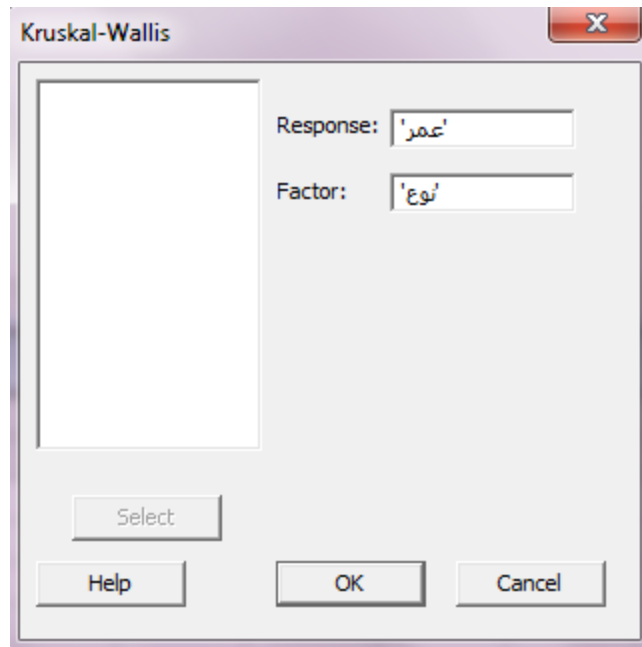 Kruskal-Wallis
Response: 'عمر'
Factor: 'نوع'
Select
Help OK Cancel